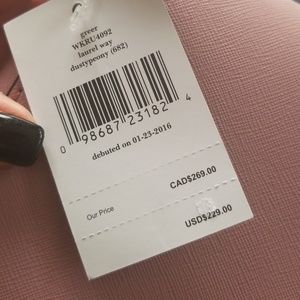 greer
WKRU4092
laurel way
dustypeony (682)
0 98687 23182 4
debuted on 01-23-2016
CAD$269.00
Our Price
USD$229.00